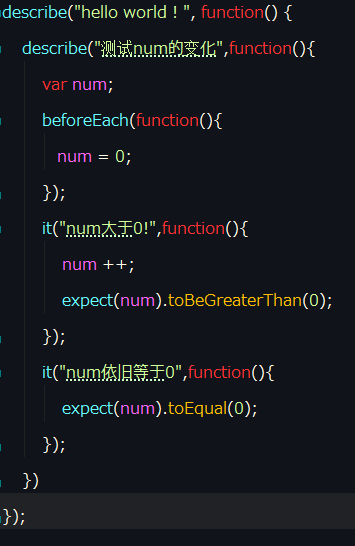 describe("hello world ! ", function() {
describe("测试num的变化",function(){
var num;
beforeEach(function(){
num = 0;
});
it("num大于0!",function(){
num ++;
expect(num).toBeGreaterThan(0);
});
it("num依旧等于0",function(){
expect(num).toEqual(0);
});
})
});